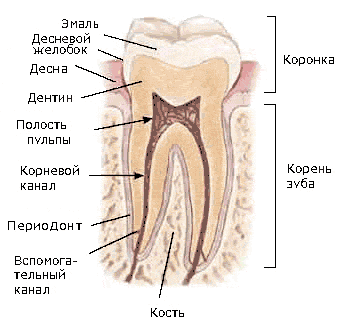 Эмаль
Десневой
желобок
Десна
Дентин
Полость
пульпы
Корневой
канал
Периодонт
Вспомога-
тельный
канал
Кость
Коронка
Корень
зуба